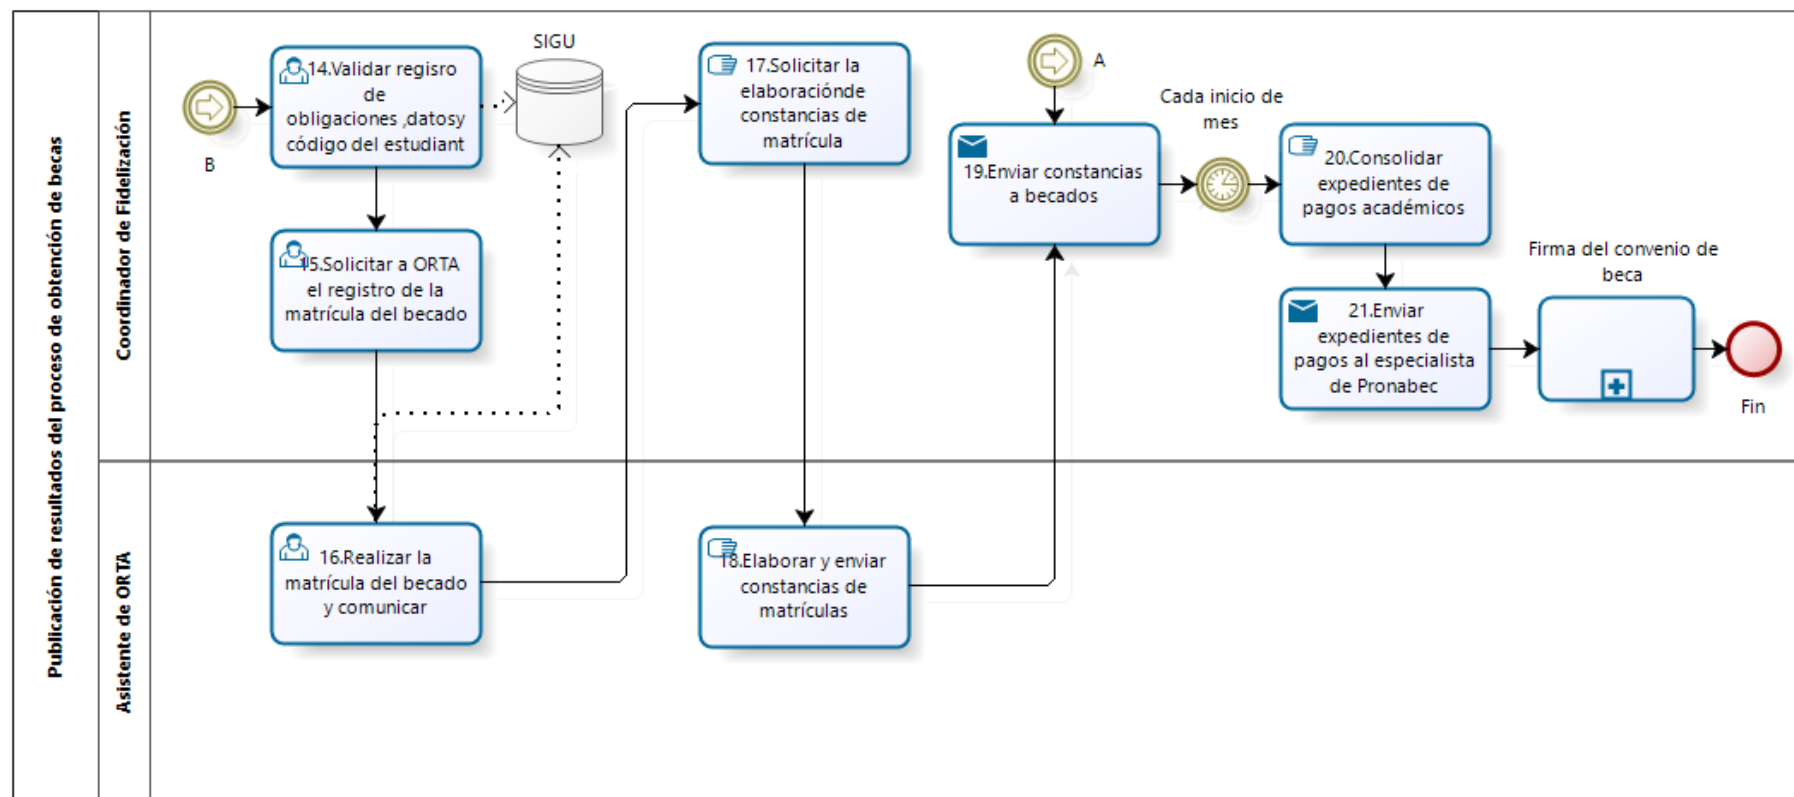 Publicación de resultados del proceso de obtención de becas
Coordinador de Fidelización
B
14.Validar regisro
de
obligaciones ,datosy
código del estudiant
SIGU
15.Solicitar a ORTA
el registro de la
matrícula del becado
17.Solicitar la
elaboraciónde
constancias de
matrícula
A
19.Enviar constancias
a becados
Cada inicio de
mes
20.Consolidar
expedientes de
pagos académicos
21.Enviar
expedientes de
pagos al especialista
de Pronabec
Firma del convenio de
beca
Fin
Asistente de ORTA
16.Realizar la
matrícula del becado
y comunicar
18.Elaborar y enviar
constancias de
matrículas